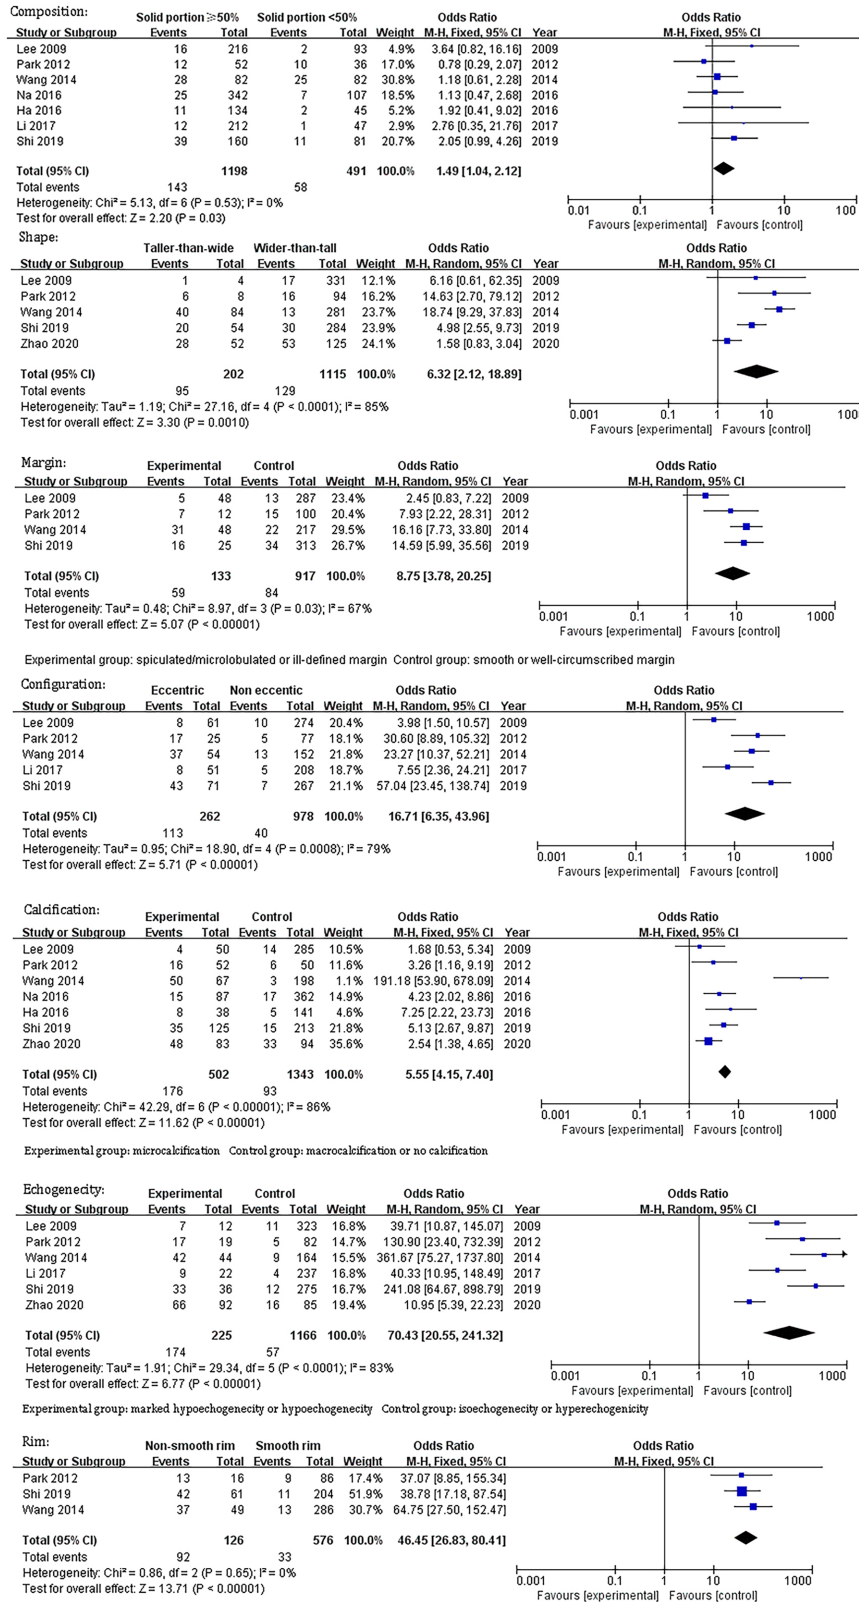 Composition:
Solid portion ≥50% Solid portion <50% Odds Ratio Odds Ratio
Study or Subgroup Events Total Events Total Weight M-H, Fixed, 95% CI Year M-H, Fixed, 95% CI
Lee 2009 16 216 2 93 4.9% 3.64 [0.82, 16.16] 2009
Park 2012 12 52 10 36 17.0% 0.78 [0.29, 2.07] 2012
Wang 2014 28 82 25 82 30.8% 1.18 [0.61, 2.28] 2014
Na 2016 25 342 7 107 18.5% 1.13 [0.47, 2.68] 2016
Ha 2016 11 134 2 45 5.2% 1.92 [0.41, 9.02] 2016
Li 2017 12 212 1 47 2.9% 2.76 [0.35, 21.76] 2017
Shi 2019 39 160 11 81 20.7% 2.05 [0.99, 4.26] 2019
Total (95% CI) 1198 491 100.0% 1.49 [1.04, 2.12]
Total events 143 58
Heterogeneity: Chi² = 5.13, df = 6 (P = 0.53); I² = 0%
Test for overall effect: Z = 2.20 (P = 0.03)
0.01 0.1 1 10 100
Favours [experimental] Favours [control]
Shape:
Taller-than-wide Wider-than-tall Odds Ratio Odds Ratio
Study or Subgroup Events Total Events Total Weight M-H, Random, 95% CI Year M-H, Random, 95% CI
Lee 2009 1 4 17 331 12.1% 6.16 [0.61, 62.35] 2009
Park 2012 6 8 16 94 16.2% 14.63 [2.70, 79.12] 2012
Wang 2014 40 84 13 281 23.7% 18.74 [9.29, 37.83] 2014
Shi 2019 20 54 30 284 23.9% 4.98 [2.55, 9.73] 2019
Zhao 2020 28 52 53 125 24.1% 1.58 [0.83, 3.04] 2020
Total (95% CI) 202 1115 100.0% 6.32 [2.12, 18.89]
Total events 95 129
Heterogeneity: Tau² = 1.19; Chi² = 27.16, df = 4 (P < 0.0001); I² = 85%
Test for overall effect: Z = 3.30 (P = 0.0010)
0.001 0.1 1 10 1000
Favours [experimental] Favours [control]
Margin:
Experimental Control Odds Ratio Odds Ratio
Study or Subgroup Events Total Events Total Weight M-H, Random, 95% CI Year M-H, Random, 95% CI
Lee 2009 5 48 13 287 23.4% 2.45 [0.83, 7.22] 2009
Park 2012 7 12 15 100 20.4% 7.93 [2.22, 28.31] 2012
Wang 2014 31 48 22 217 29.5% 16.16 [7.73, 33.80] 2014
Shi 2019 16 25 34 313 26.7% 14.59 [5.99, 35.56] 2019
Total (95% CI) 133 917 100.0% 8.75 [3.78, 20.25]
Total events 59 84
Heterogeneity: Tau² = 0.48; Chi² = 8.97, df = 3 (P = 0.03); I² = 67%
Test for overall effect: Z = 5.07 (P < 0.00001)
0.001 0.1 1 10 1000
Favours [experimental] Favours [control]
Experimental group: spiculated/microlobulated or ill-defined margin Control group: smooth or well-circumscribed margin
Configuration:
Eccentric Non eccentic Odds Ratio Odds Ratio
Study or Subgroup Events Total Events Total Weight M-H, Random, 95% CI Year M-H, Random, 95% CI
Lee 2009 8 61 10 274 20.4% 3.98 [1.50, 10.57] 2009
Park 2012 17 25 5 77 18.1% 30.60 [8.89, 105.32] 2012
Wang 2014 37 54 13 152 21.8% 23.27 [10.37, 52.21] 2014
Li 2017 8 51 5 208 18.7% 7.55 [2.36, 24.21] 2017
Shi 2019 43 71 7 267 21.1% 57.04 [23.45, 138.74] 2019
Total (95% CI) 262 978 100.0% 16.71 [6.35, 43.96]
Total events 113 40
Heterogeneity: Tau² = 0.95; Chi² = 18.90, df = 4 (P = 0.0008); I² = 79%
Test for overall effect: Z = 5.71 (P < 0.00001)
0.001 0.1 1 10 1000
Favours [experimental] Favours [control]
Calcification:
Experimental Control Odds Ratio Odds Ratio
Study or Subgroup Events Total Events Total Weight M-H, Fixed, 95% CI Year M-H, Fixed, 95% CI
Lee 2009 4 50 14 285 10.5% 1.68 [0.53, 5.34] 2009
Park 2012 16 52 6 50 11.6% 3.26 [1.16, 9.19] 2012
Wang 2014 50 67 3 198 1.1% 191.18 [53.90, 678.09] 2014
Na 2016 15 87 17 362 14.9% 4.23 [2.02, 8.86] 2016
Ha 2016 8 38 5 141 4.6% 7.25 [2.22, 23.73] 2016
Shi 2019 35 125 15 213 21.8% 5.13 [2.67, 9.87] 2019
Zhao 2020 48 83 33 94 35.6% 2.54 [1.38, 4.65] 2020
Total (95% CI) 502 1343 100.0% 5.55 [4.15, 7.40]
Total events 176 93
Heterogeneity: Chi² = 42.29, df = 6 (P < 0.00001); I² = 86%
Test for overall effect: Z = 11.62 (P < 0.00001)
0.001 0.1 1 10 1000
Favours [experimental] Favours [control]
Experimental group: microcalcification Control group: macrocalcification or no calcification
Echogenecity:
Experimental Control Odds Ratio Odds Ratio
Study or Subgroup Events Total Events Total Weight M-H, Random, 95% CI Year M-H, Random, 95% CI
Lee 2009 7 12 11 323 16.8% 39.71 [10.87, 145.07] 2009
Park 2012 17 19 5 82 14.7% 130.90 [23.40, 732.39] 2012
Wang 2014 42 44 9 164 15.5% 361.67 [75.27, 1737.80] 2014
Li 2017 9 22 4 237 16.8% 40.33 [10.95, 148.49] 2017
Shi 2019 33 36 12 275 16.7% 241.08 [64.67, 898.79] 2019
Zhao 2020 66 92 16 85 19.4% 10.95 [5.39, 22.23] 2020
Total (95% CI) 225 1166 100.0% 70.43 [20.55, 241.32]
Total events 174 57
Heterogeneity: Tau² = 1.91; Chi² = 29.34, df = 5 (P < 0.0001); I² = 83%
Test for overall effect: Z = 6.77 (P < 0.00001)
0.001 0.1 1 10 1000
Favours [experimental] Favours [control]
Experimental group: marked hypoechogenecity or hypoechogenecity Control group: isoechogenecity or hyperechogenicity
Rim:
Non-smooth rim Smooth rim Odds Ratio Odds Ratio
Study or Subgroup Events Total Events Total Weight M-H, Fixed, 95% CI M-H, Fixed, 95% CI
Park 2012 13 16 9 86 17.4% 37.07 [8.85, 155.34]
Shi 2019 42 61 11 204 51.9% 38.78 [17.18, 87.54]
Wang 2014 37 49 13 286 30.7% 64.75 [27.50, 152.47]
Total (95% CI) 126 576 100.0% 46.45 [26.83, 80.41]
Total events 92 33
Heterogeneity: Chi² = 0.86, df = 2 (P = 0.65); I² = 0%
Test for overall effect: Z = 13.71 (P < 0.00001)
0.001 0.1 1 10 1000
Favours [experimental] Favours [control]